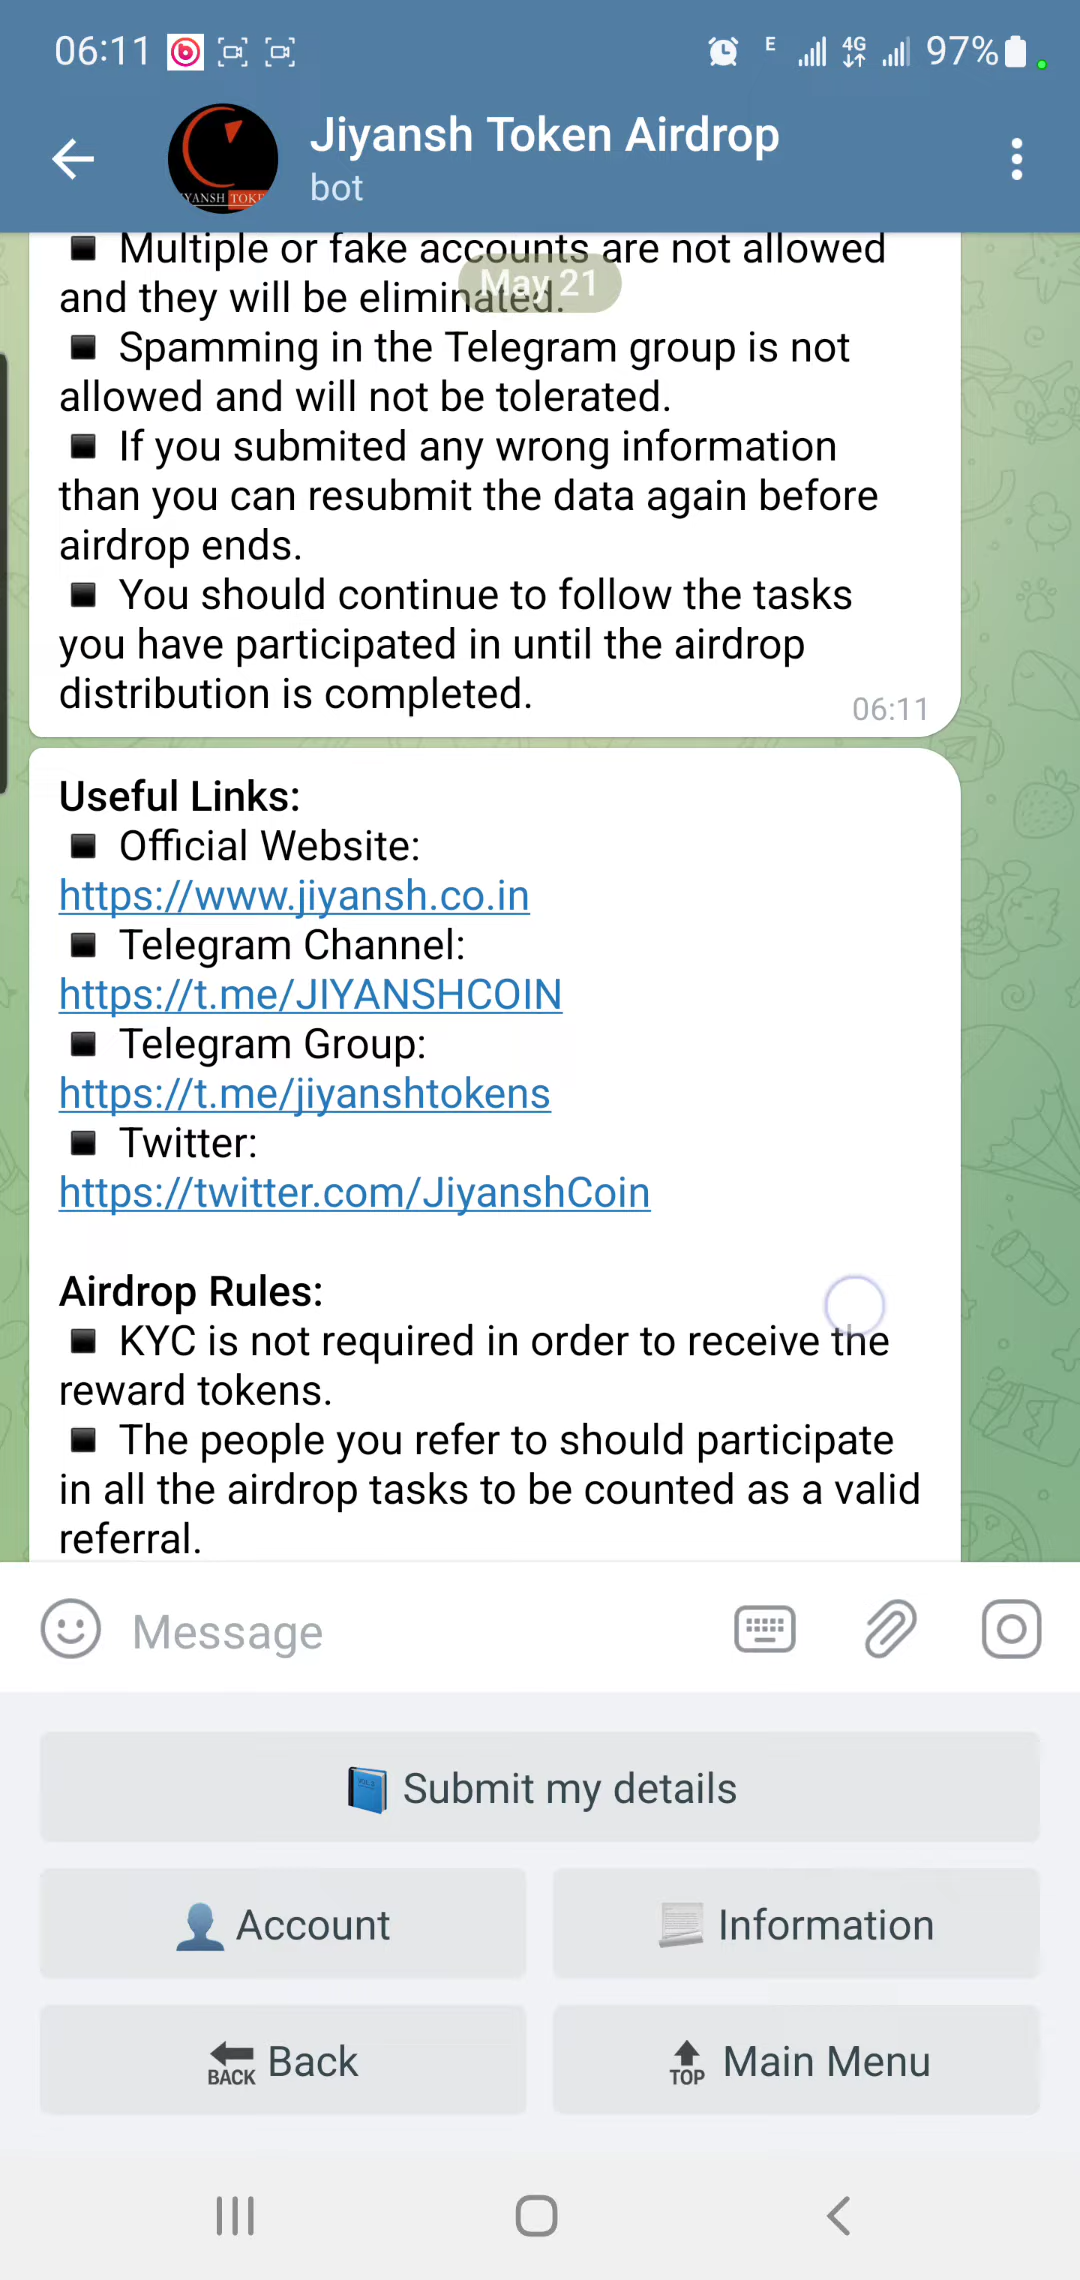 06:11 E 4G 97%
Jiyansh Token Airdrop
bot
YANSH TOKE
◾ Multiple or fake accounts are not allowed
and they will be eliminated.
May 21
◾ Spamming in the Telegram group is not
allowed and will not be tolerated.
◾ If you submited any wrong information
than you can resubmit the data again before
airdrop ends.
◾ You should continue to follow the tasks
you have participated in until the airdrop
distribution is completed.
06:11
Useful Links:
◾ Official Website:
https://www.jiyansh.co.in
◾ Telegram Channel:
https://t.me/JIYANSHCOIN
◾ Telegram Group:
https://t.me/jiyanshtokens
◾ Twitter:
https://twitter.com/JiyanshCoin
Airdrop Rules:
◾ KYC is not required in order to receive the
reward tokens.
◾ The people you refer to should participate
in all the airdrop tasks to be counted as a valid
referral.
Message
Submit my details
Account
Information
BACK Back
TOP Main Menu